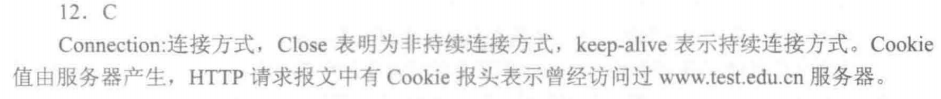 12. C
Connection:连接方式，Close 表明为非持续连接方式，keep-alive 表示持续连接方式。Cookie
值由服务器产生，HTTP 请求报文中有 Cookie 报头表示曾经访问过 www.test.edu.cn 服务器。